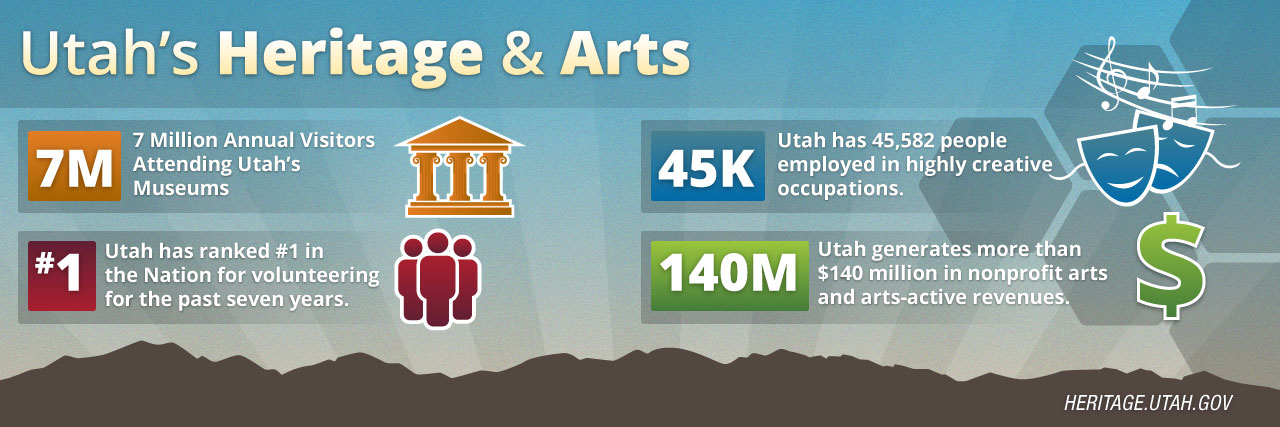 Utah's Heritage & Arts
7M
7 Million Annual Visitors
Attending Utah's
Museums
#1
Utah has ranked #1 in
the Nation for volunteering
for the past seven years.
45K
Utah has 45,582 people
employed in highly creative
occupations.
140M
Utah generates more than
$140 million in nonprofit arts
and arts-active revenues.
$
HERITAGE.UTAH.GOV